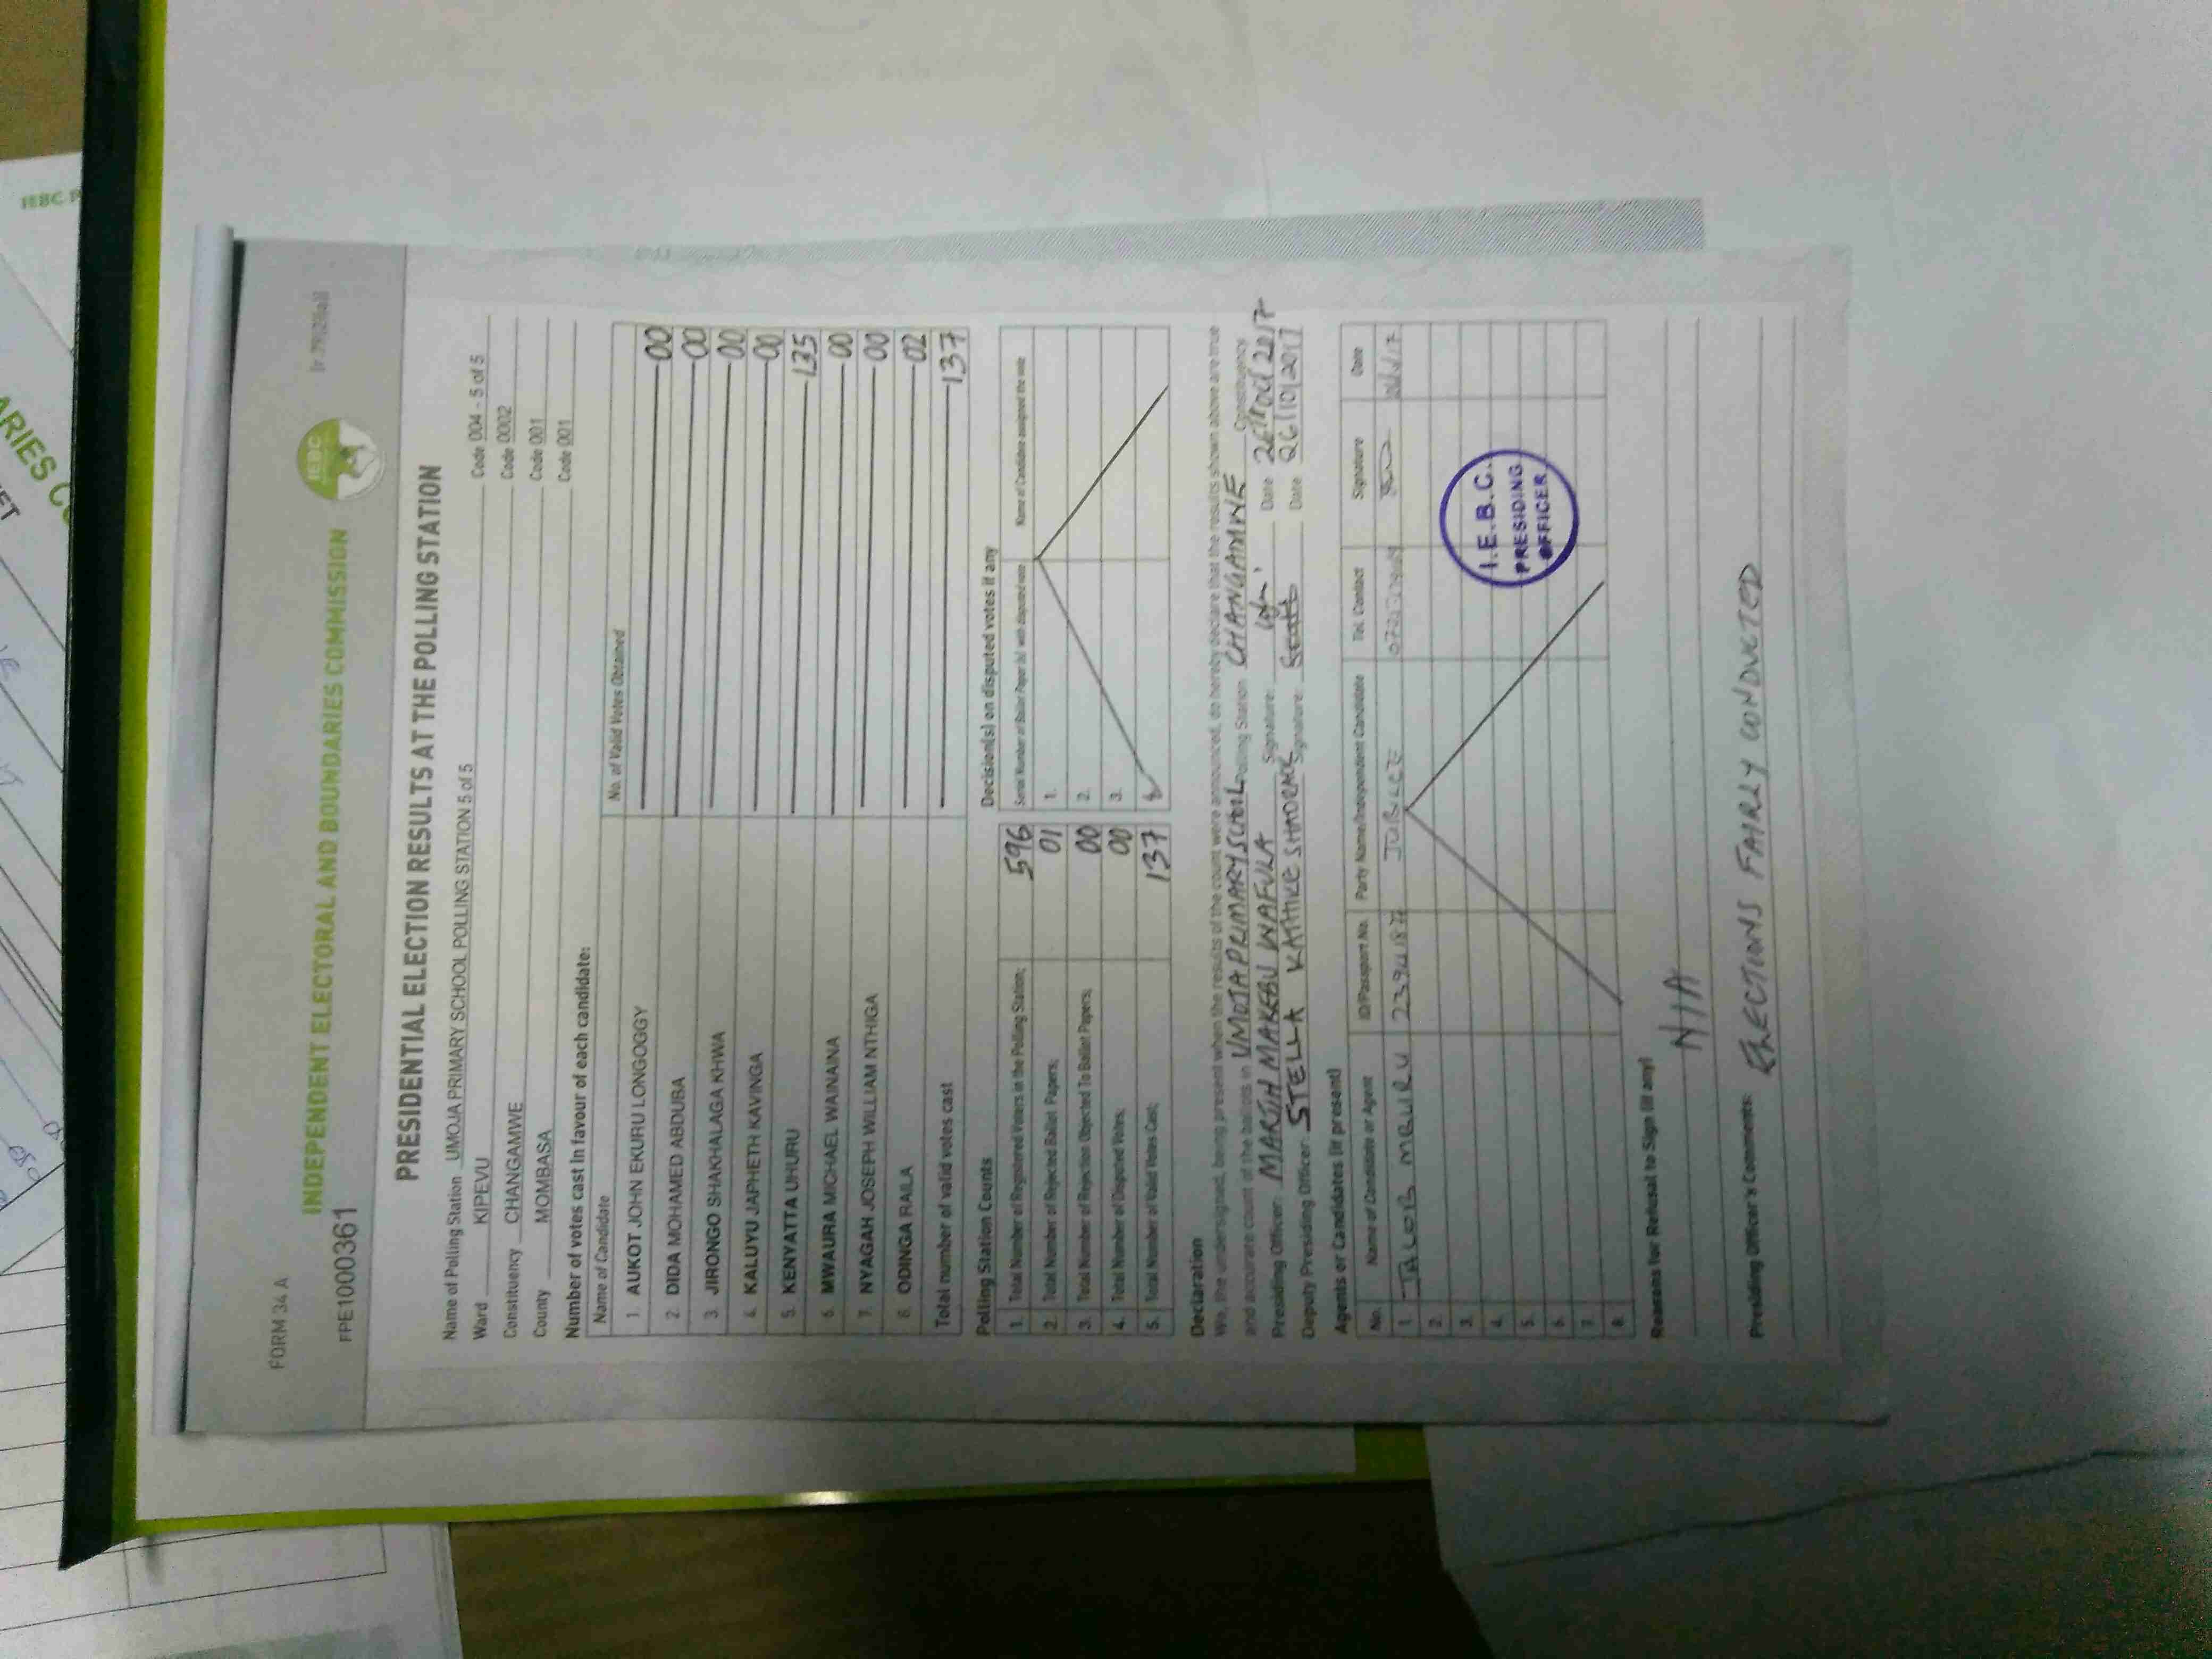 FORM 34 A
INDEPENDENT ELECTORAL AND BOUNDARIES COMMISSION
IEBC
FPE1000361
PRESIDENTIAL ELECTION RESULTS AT THE POLLING STATION
Name of Polling Station UMOJA PRIMARY SCHOOL POLLING STATION 5 of 5 Code 004 - 5 of 5
Ward KIPEVU Code 0002
Constituency CHANGAMWE Code 001
County MOMBASA Code 001
Number of votes cast in favour of each candidate:
Name of Candidate No. of Valid Votes Obtained
1. AUKOT JOHN EKURU LONGOGGY 00
2 DIDA MOHAMED ABDUBA 00
3 JIRONGO SHAKHALAGA KHWA 00
4 KALUYU JAPHETH KAVINGA 00
5 KENYATTA UHURU 135
6 MWAURA MICHAEL WAINAINA 00
7 NYAGAH JOSEPH WILLIAM NTHIGA 00
8 ODINGA RAILA 02
Total number of valid votes cast 137
Polling Station Counts
1. Total Number of Registered Voters in the Polling Station; 596
2. Total Number of Rejected Ballot Papers; 01
3. Total Number of Rejection Objected To Ballot Papers; 00
4. Total Number of Disputed Votes; 00
5. Total Number of Valid Votes Cast; 137
Decision(s) on disputed votes if any
Serial Number of Ballot Paper(s) with disputed vote Name of Candidate assigned the vote
1.
2.
3.
Declaration
We, the undersigned, being present when the results of the count were announced, do hereby declare that the results shown above are true
and accurate count of the ballots in UMOJA PRIMARY SCHOOL Polling Station CHANGAMWE Constituency
Presiding Officer: MARTIN MAKEBU WAFULA Signature: Date 26TH Oct 2017
Deputy Presiding Officer: STELLA KATHIKE SHADRACK Signature: Date 26/10/2017
Agents or Candidates (if present)
No. Name of Candidate or Agent ID/Passport No. Party Name/Independent Candidate Tel. Contact Signature Date
1. JACOB MBURU JUBILEE
2.
3.
4.
5.
6.
7.
8.
I.E.B.C.
PRESIDING
OFFICER
Reasons for Refusal to Sign (if any)
N/A
Presiding Officer's Comments: ELECTIONS FAIRLY CONDUCTED